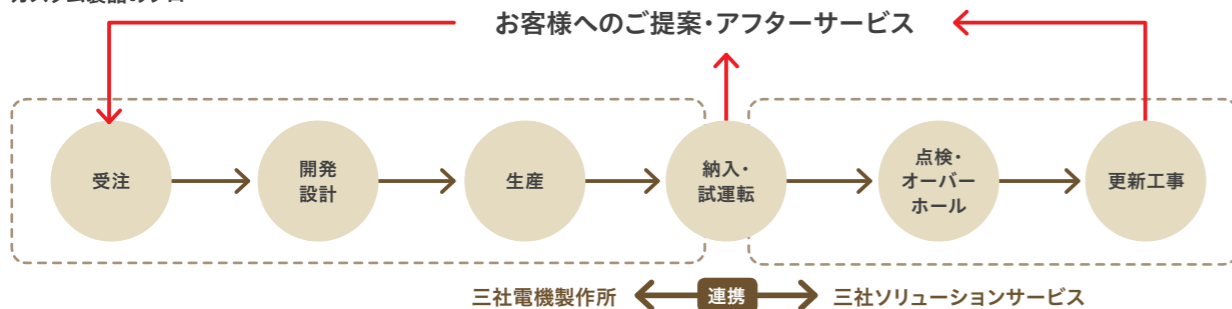 お客様へのご提案・アフターサービス
受注
開発
設計
生産
納入・
試運転
点検・
オーバー
ホール
更新工事
三社電機製作所
連携
三社ソリューションサービス